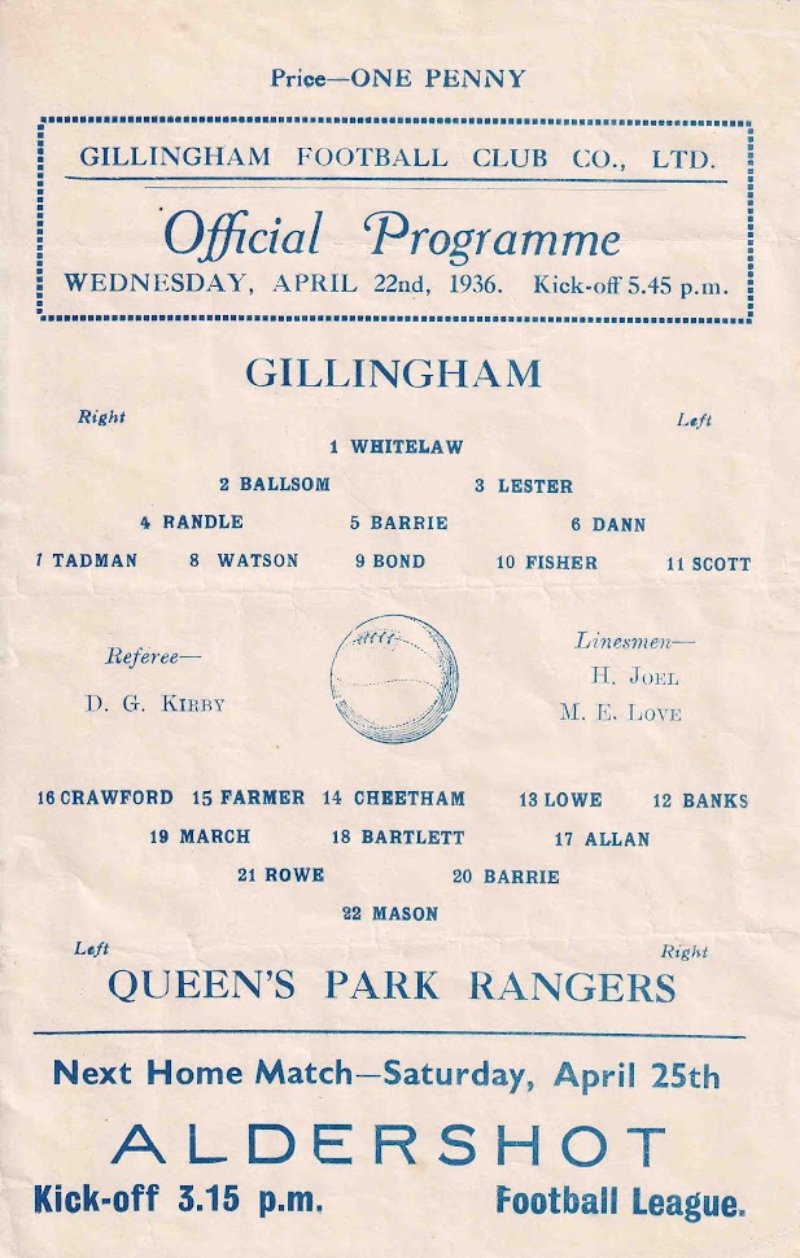 Price—ONE PENNY
GILLINGHAM FOOTBALL CLUB CO., LTD.
Official Programme
WEDNESDAY, APRIL 22nd, 1936. Kick-off 5.45 p.m.
GILLINGHAM
Right Left
1 WHITELAW
2 BALLSOM 3 LESTER
4 RANDLE 5 BARRIE 6 DANN
7 TADMAN 8 WATSON 9 BOND 10 FISHER 11 SCOTT
Referee— Linesmen—
D. G. KIRBY H. JOEL
M. E. LOVE
16 CRAWFORD 15 FARMER 14 CHEETHAM 13 LOWE 12 BANKS
19 MARCH 18 BARTLETT 17 ALLAN
21 ROWE 20 BARRIE
22 MASON
Left Right
QUEEN'S PARK RANGERS
Next Home Match—Saturday, April 25th
ALDERSHOT
Kick-off 3.15 p.m. Football League.